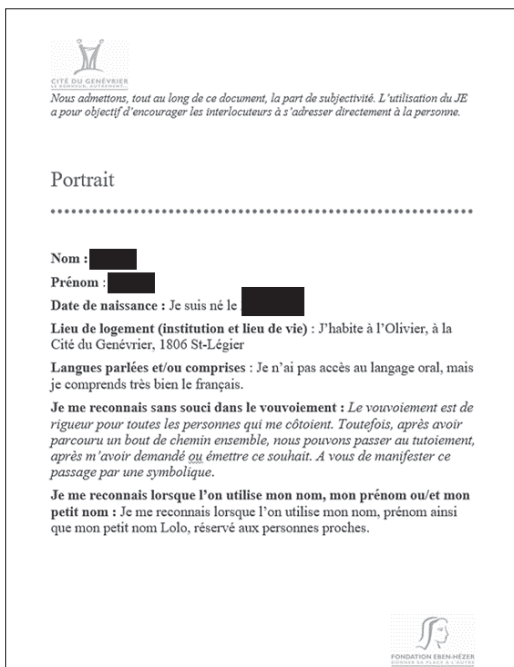 CITÉ DU GENÉVRIER
Nous admettons, tout au long de ce document, la part de subjectivité. L’utilisation du JE
a pour objectif d’encourager les interlocuteurs à s’adresser directement à la personne.
Portrait
Nom :
Prénom :
Date de naissance : Je suis né le
Lieu de logement (institution et lieu de vie) : J’habite à l’Olivier, à la
Cité du Genévrier, 1806 St-Légier
Langues parlées et/ou comprises : Je n’ai pas accès au langage oral, mais
je comprends très bien le français.
Je me reconnais sans souci dans le vouvoiement : Le vouvoiement est de
rigueur pour toutes les personnes qui me côtoient. Toutefois, après avoir
parcouru un bout de chemin ensemble, nous pouvons passer au tutoiement,
après m’avoir demandé ou émettre ce souhait. A vous de manifester ce
passage par une symbolique.
Je me reconnais lorsque l’on utilise mon nom, mon prénom ou/et mon
petit nom : Je me reconnais lorsque l’on utilise mon nom, prénom ainsi
que mon petit nom Lolo, réservé aux personnes proches.
FONDATION EBEN-HÉZER
DONNER SA PLACE À L’AUTRE